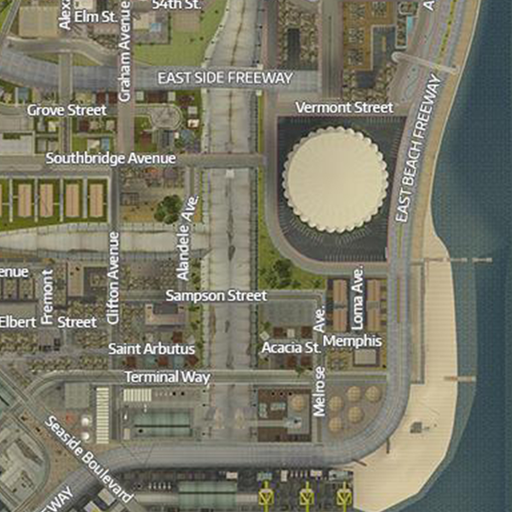 54th St.
A
Alexa
Elm St.
Graham Avenue
EAST SIDE FREEWAY
Grove Street
Vermont Street
EAST BEACH FREEWAY
Southbridge Avenue
Alandele Ave.
Clifton Avenue
enue
Fremont
Sampson Street
Loma Ave.
Elbert Street
Melrose Ave.
Saint Arbutus
Acacia St.
Memphis
Terminal Way
Seaside Boulevard
EWAY